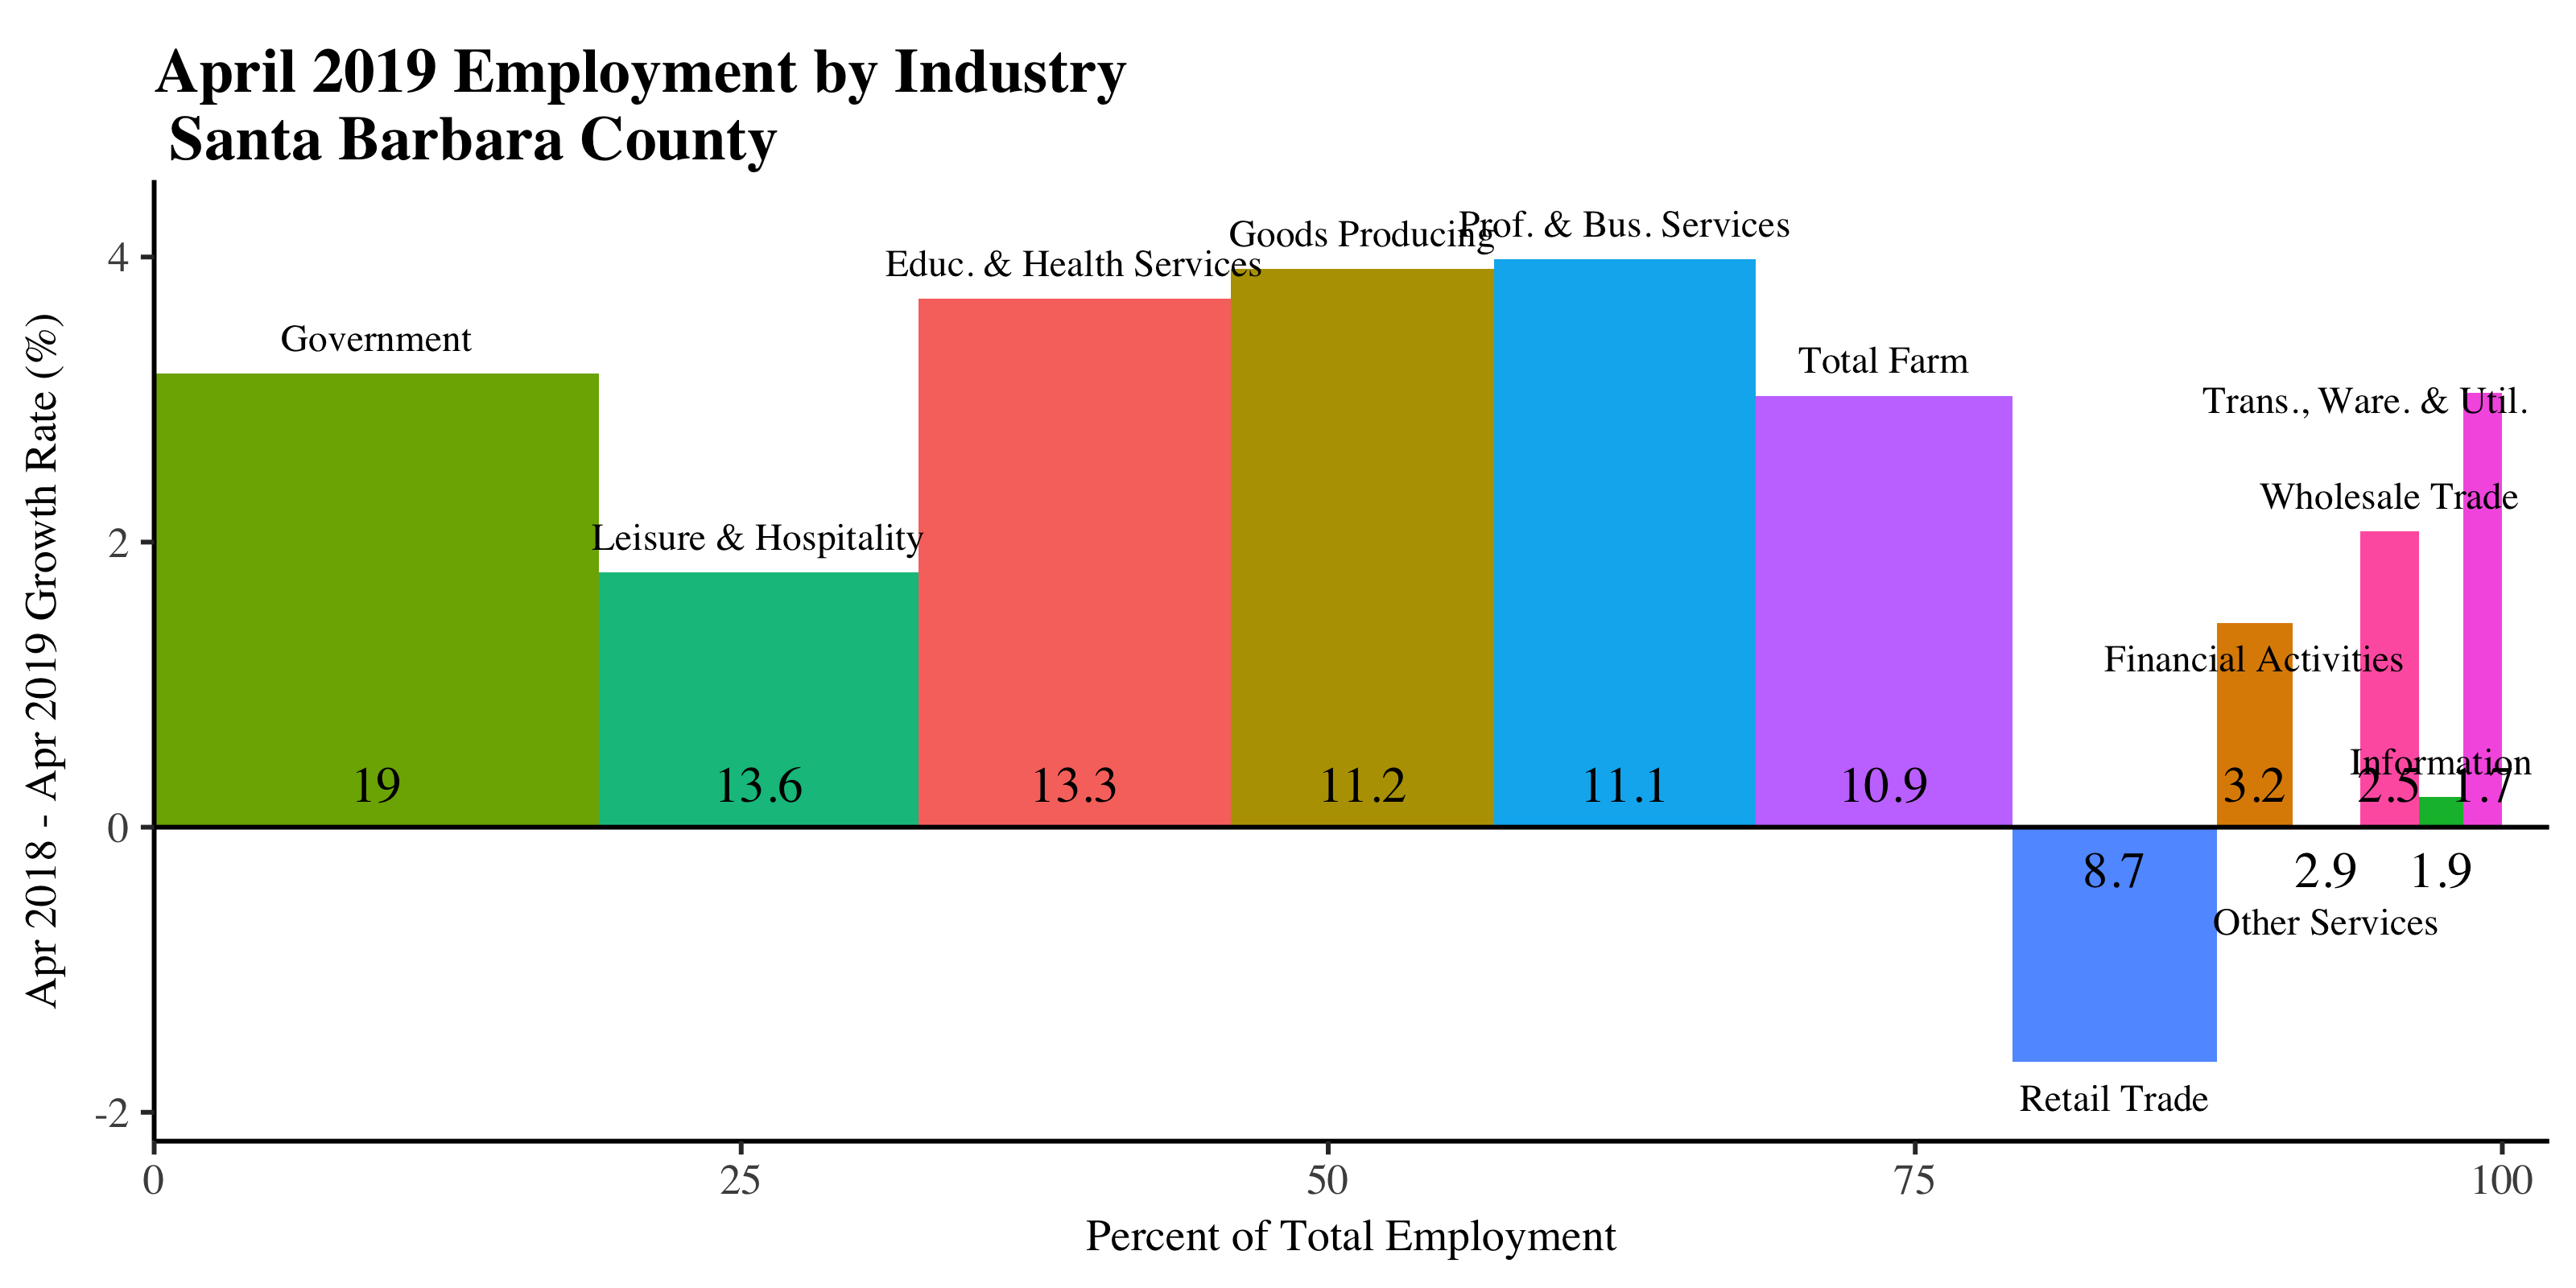 April 2019 Employment by Industry
Santa Barbara County
Apr 2018 - Apr 2019 Growth Rate (%)
4
2
0
-2
Government
Leisure & Hospitality
Educ. & Health Services
Goods Producing
Prof. & Bus. Services
Total Farm
Trans., Ware. & Util.
Wholesale Trade
Financial Activities
Information
19
13.6
13.3
11.2
11.1
10.9
3.2
2.5
1.7
8.7
2.9
1.9
Other Services
Retail Trade
0
25
50
75
100
Percent of Total Employment